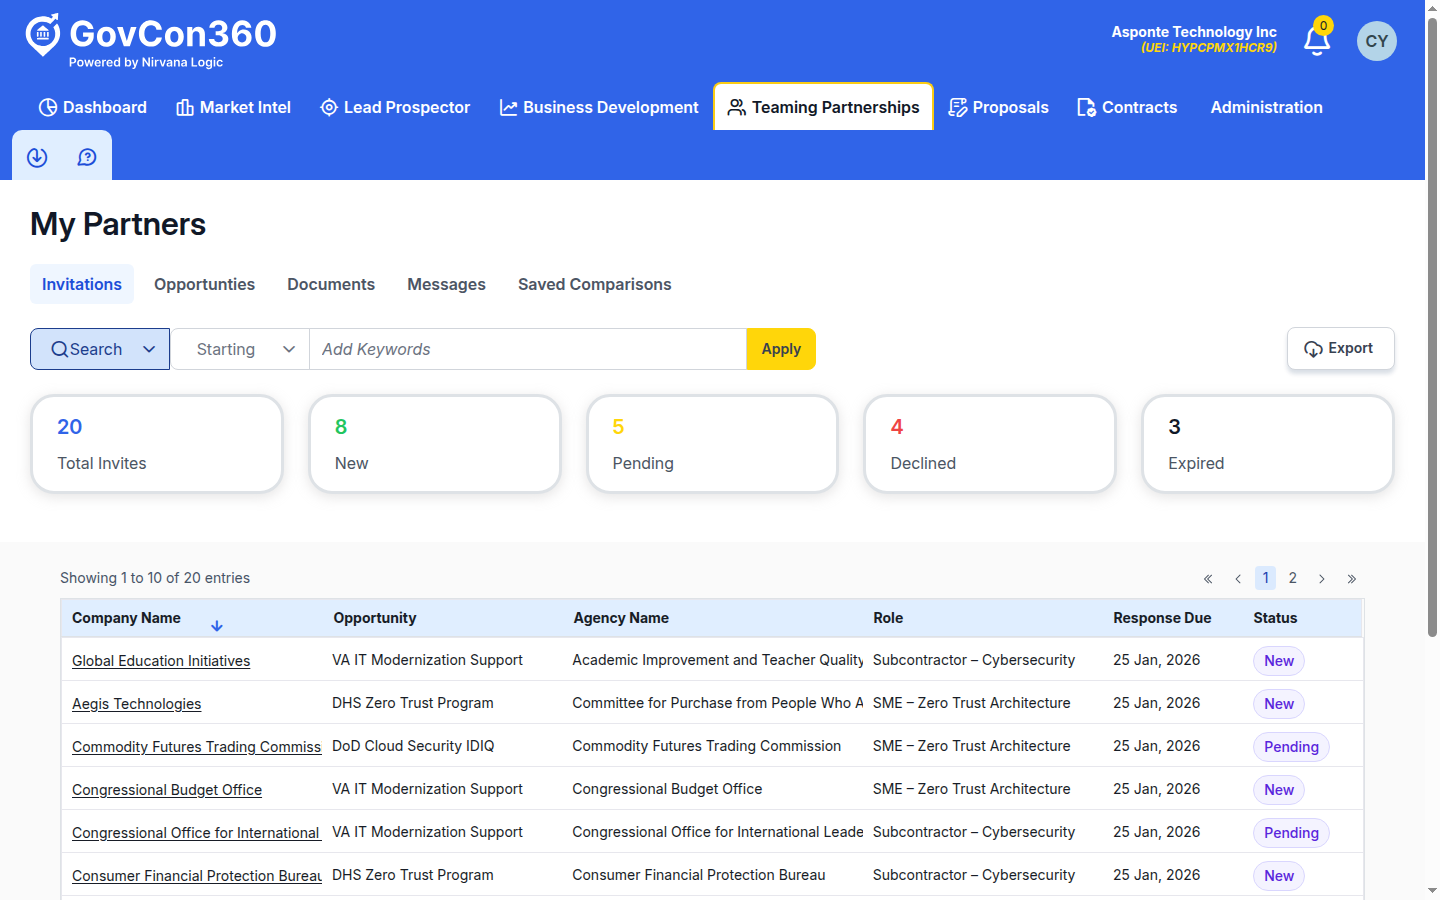 GovCon360
Powered by Nirvana Logic
Asponte Technology Inc
(UEI: HYPCPMX1HCR9)
0
CY
Dashboard
Market Intel
Lead Prospector
Business Development
Teaming Partnerships
Proposals
Contracts
Administration
My Partners
Invitations
Opportunties
Documents
Messages
Saved Comparisons
Search
Starting
Add Keywords
Apply
Export
20
Total Invites
8
New
5
Pending
4
Declined
3
Expired
Showing 1 to 10 of 20 entries
« ‹ 1 2 › »
Company Name Opportunity Agency Name Role Response Due Status
Global Education Initiatives VA IT Modernization Support Academic Improvement and Teacher Quality Subcontractor – Cybersecurity 25 Jan, 2026 New
Aegis Technologies DHS Zero Trust Program Committee for Purchase from People Who A SME – Zero Trust Architecture 25 Jan, 2026 New
Commodity Futures Trading Commiss DoD Cloud Security IDIQ Commodity Futures Trading Commission SME – Zero Trust Architecture 25 Jan, 2026 Pending
Congressional Budget Office VA IT Modernization Support Congressional Budget Office SME – Zero Trust Architecture 25 Jan, 2026 New
Congressional Office for International VA IT Modernization Support Congressional Office for International Leade Subcontractor – Cybersecurity 25 Jan, 2026 Pending
Consumer Financial Protection Bureau DHS Zero Trust Program Consumer Financial Protection Bureau Subcontractor – Cybersecurity 25 Jan, 2026 New